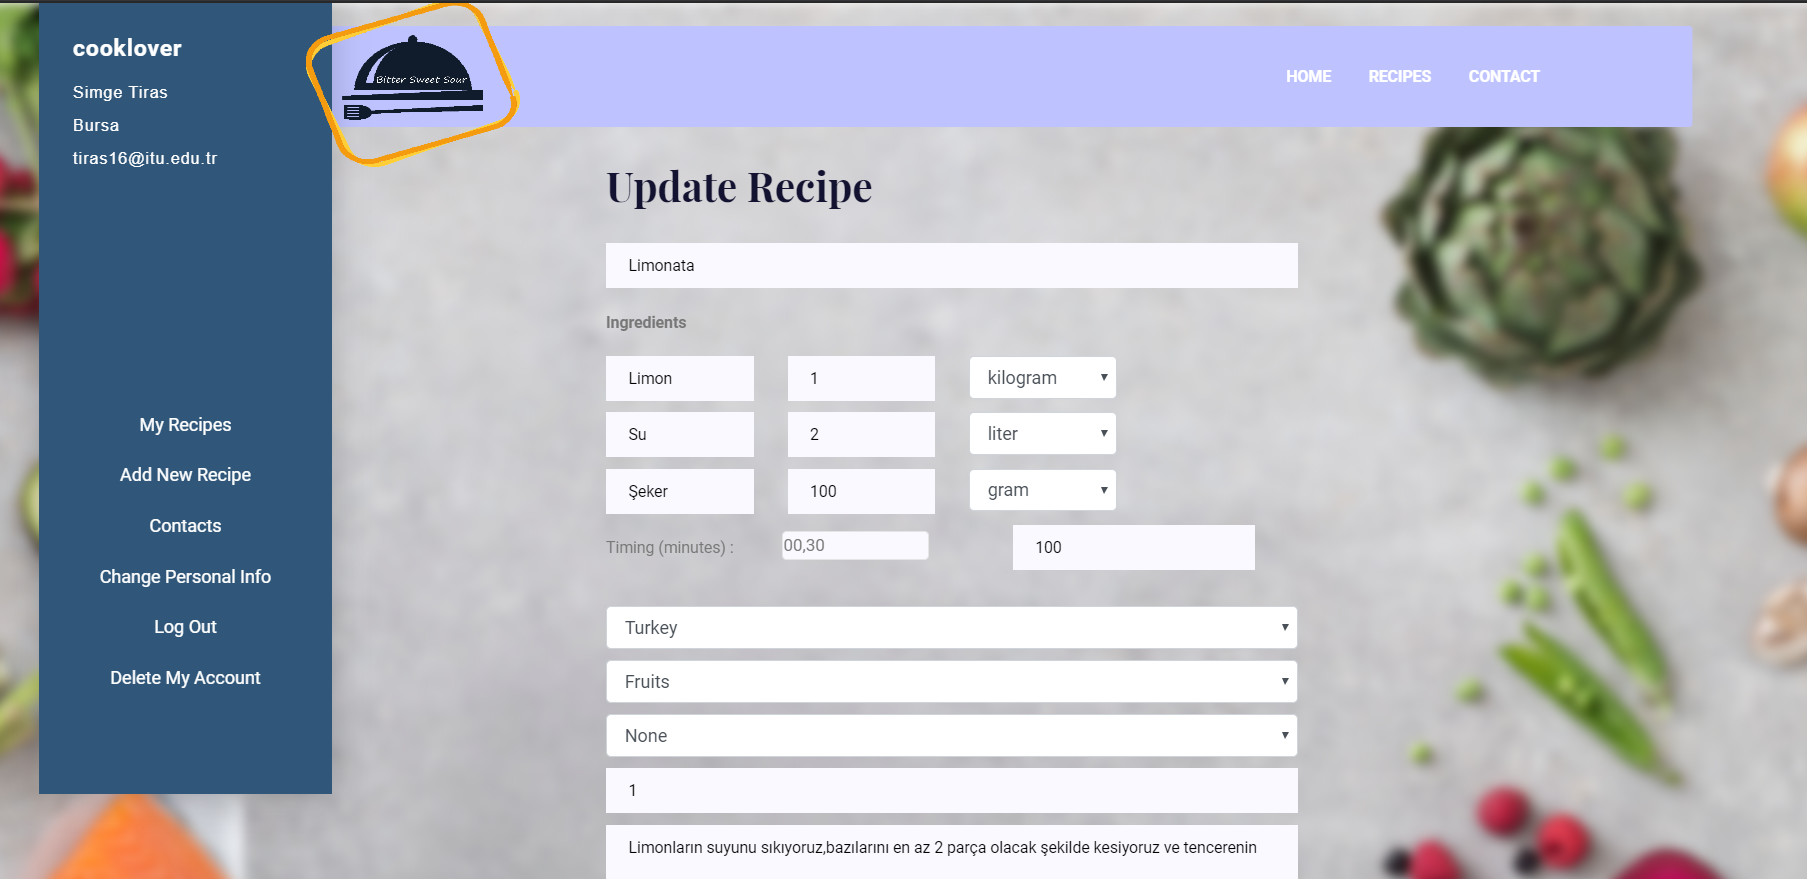 cooklover
Simge Tiras
Bursa
tiras16@itu.edu.tr
My Recipes
Add New Recipe
Contacts
Change Personal Info
Log Out
Delete My Account
Bitter Sweet Sour
HOME RECIPES CONTACT
Update Recipe
Limonata
Ingredients
Limon 1 kilogram
Su 2 liter
Şeker 100 gram
Timing (minutes) : 00,30 100
Turkey
Fruits
None
1
Limonların suyunu sıkıyoruz,bazılarını en az 2 parça olacak şekilde kesiyoruz ve tencerenin